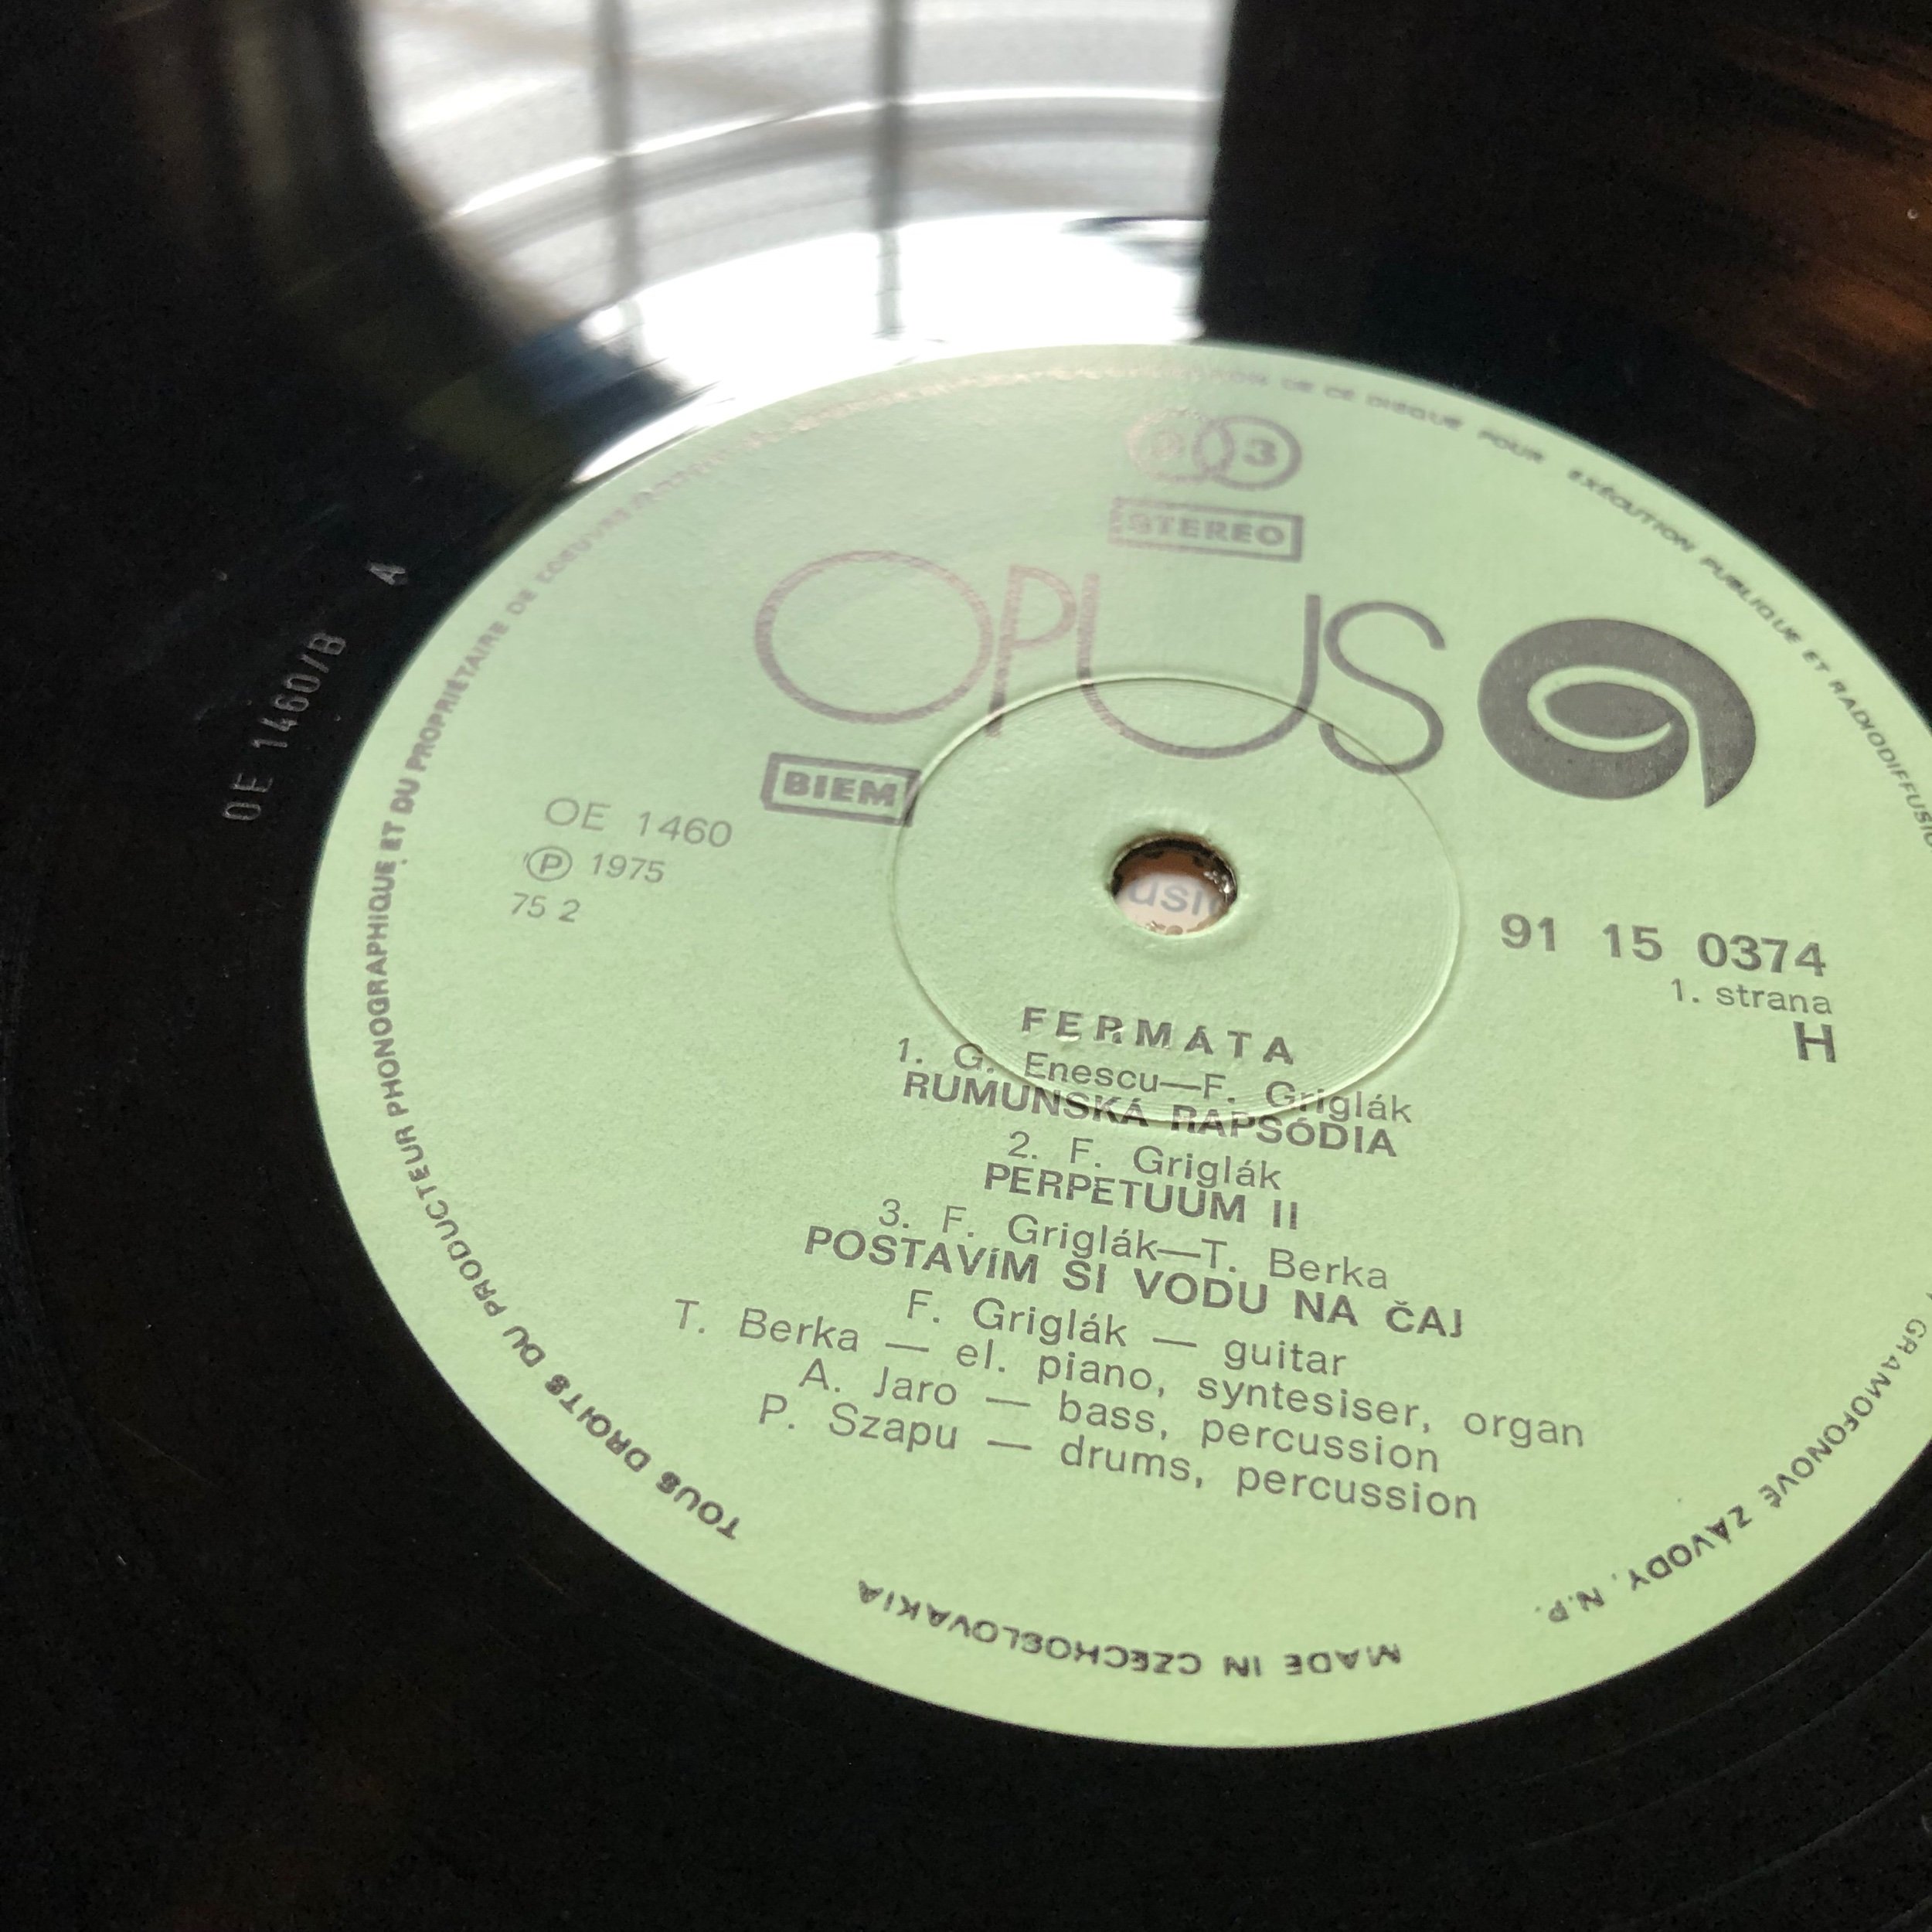 33
STEREO
OPUS
BIEM
OE 1460
Ⓟ 1975
75 2
91 15 0374
1. strana
H
FERMATA
1. G. Enescu—F. Griglák
RUMUNSKÁ RAPSÓDIA
2. F. Griglák
PERPETUUM II
3. F. Griglák—T. Berka
POSTAVÍM SI VODU NA ČAJ
F. Griglák — guitar
T. Berka — el. piano, syntesiser, organ
A. Jaro — bass, percussion
P. Szapu — drums, percussion
TOUS DROITS DU PRODUCTEUR PHONOGRAPHIQUE ET DU PROPRIÉTAIRE DE L'OEUVRE
DE CE DISQUE POUR EXÉCUTION PUBLIQUE ET
GRAMOFONOVÉ ZÁVODY, N.P.
MADE IN CZECHOSLOVAKIA
OE 1460/B A